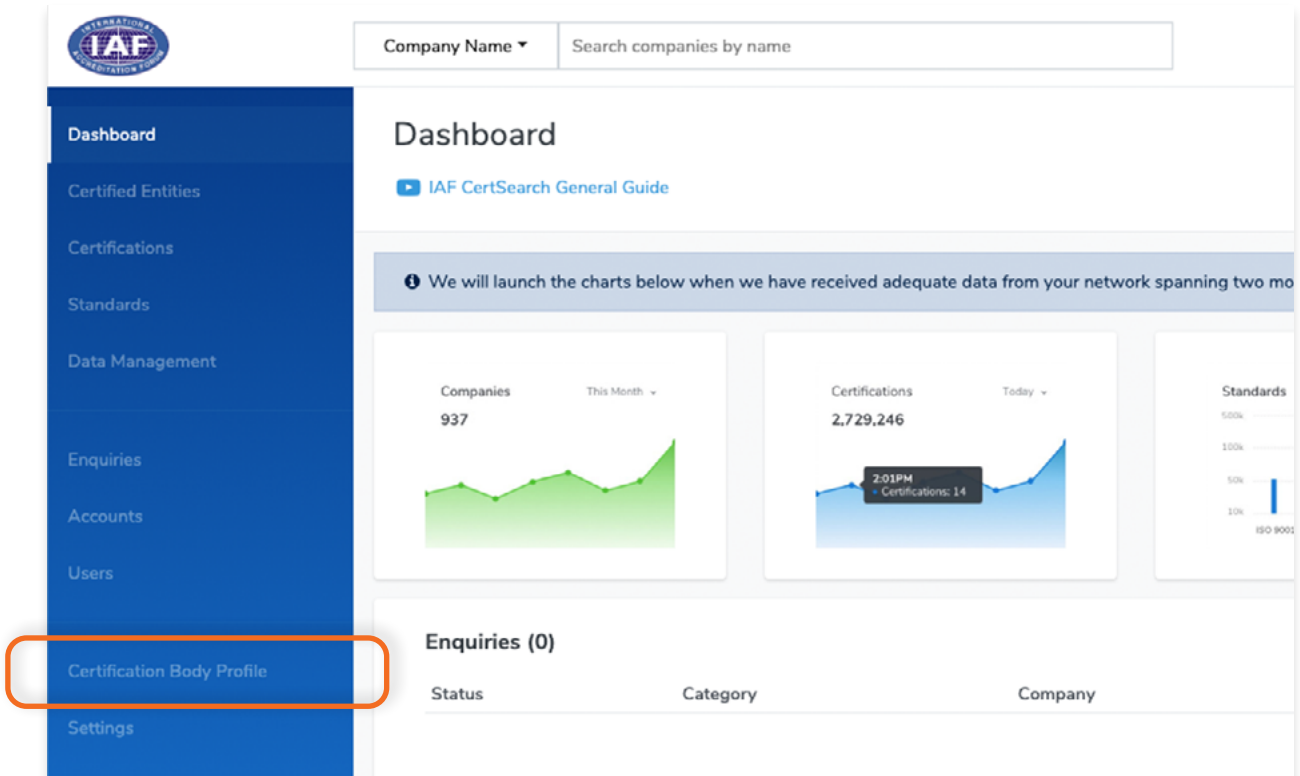 INTERNATIONAL
IAF
ACCREDITATION FORUM
Company Name
Search companies by name
Dashboard
Certified Entities
Certifications
Standards
Data Management
Enquiries
Accounts
Users
Certification Body Profile
Settings
Dashboard
IAF CertSearch General Guide
We will launch the charts below when we have received adequate data from your network spanning two mo
Companies This Month
937
Certifications Today
2,729,246
2:01PM
Certifications: 14
Standards
500k
100k
50k
10k
ISO 9001
Enquiries (0)
Status Category Company